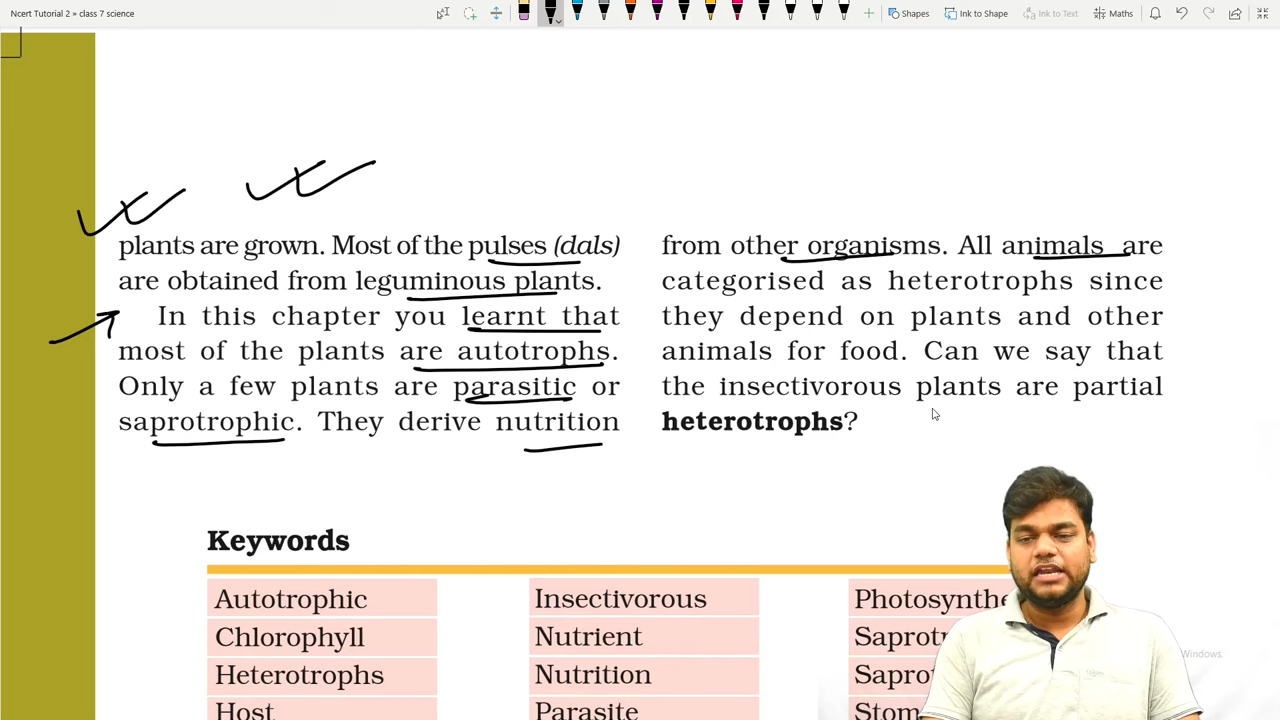 Ncert Tutorial 2 » class 7 science
Shapes
Ink to Shape
Ink to Text
Maths
plants are grown. Most of the pulses (dals)
are obtained from leguminous plants.
In this chapter you learnt that
most of the plants are autotrophs.
Only a few plants are parasitic or
saprotrophic. They derive nutrition
from other organisms. All animals are
categorised as heterotrophs since
they depend on plants and other
animals for food. Can we say that
the insectivorous plants are partial
heterotrophs?
Keywords
Autotrophic
Chlorophyll
Heterotrophs
Host
Insectivorous
Nutrient
Nutrition
Parasite
Windows.